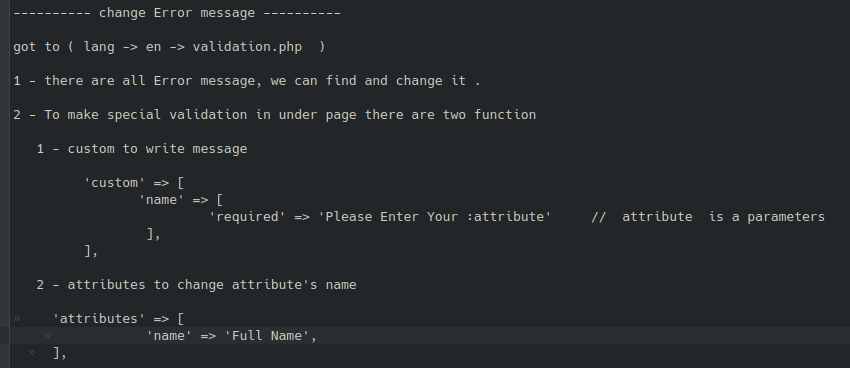 ---------- change Error message ----------
got to ( lang -> en -> validation.php  )
1 - there are all Error message, we can find and change it .
2 - To make special validation in under page there are two function
1 - custom to write message
'custom' => [
'name' => [
'required' => 'Please Enter Your :attribute'     //  attribute  is a parameters
],
],
2 - attributes to change attribute's name
» 'attributes' => [
» 'name' => 'Full Name',
» ],